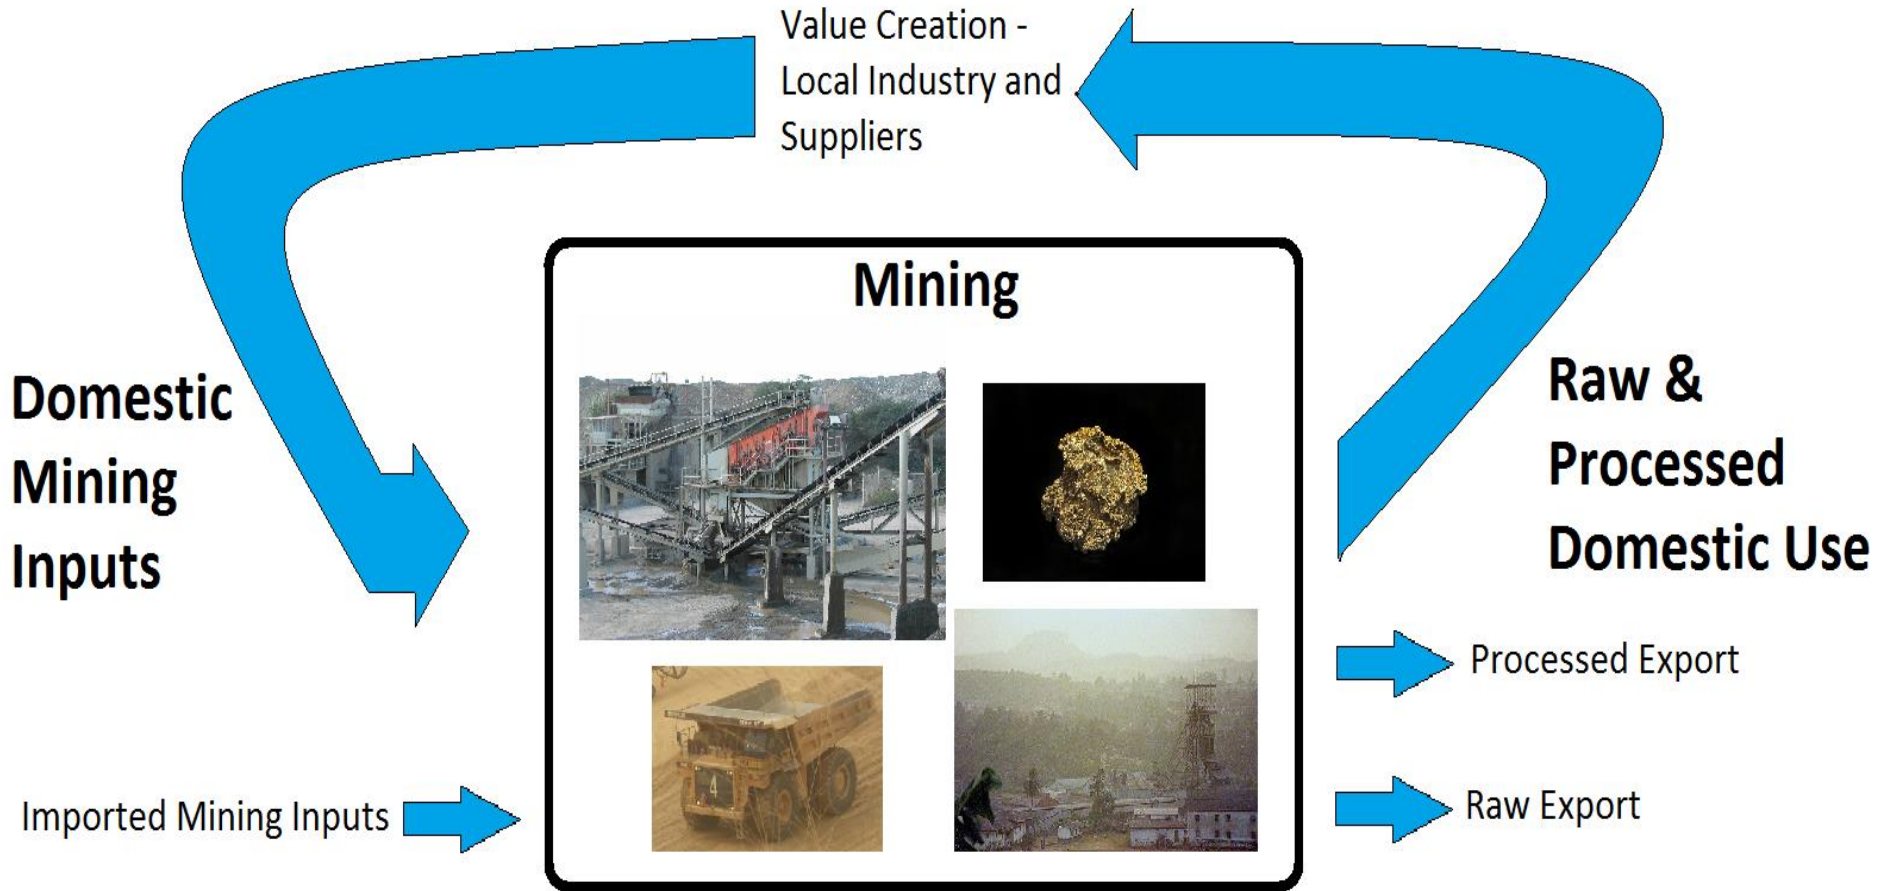 Value Creation -
Local Industry and
Suppliers
Mining
Domestic
Mining
Inputs
Raw &
Processed
Domestic Use
Processed Export
Imported Mining Inputs
Raw Export
4